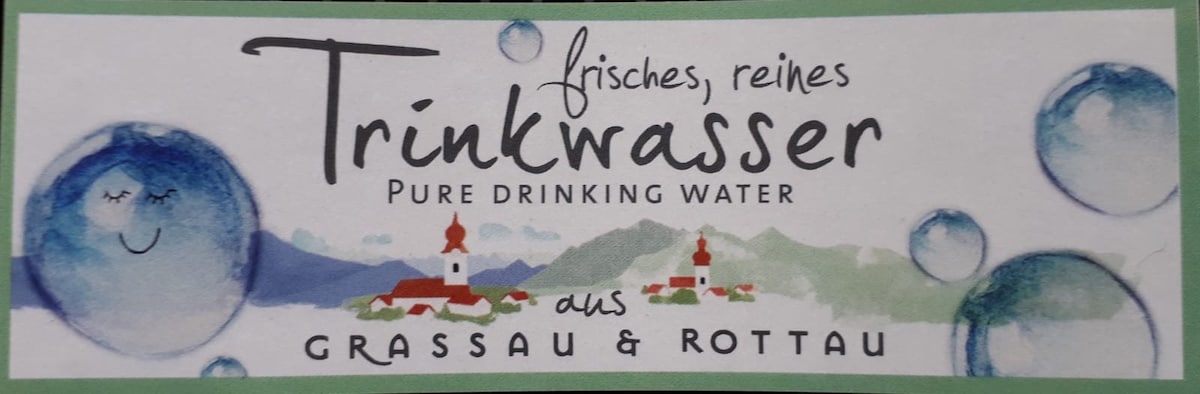 frisches, reines
Trinkwasser
PURE DRINKING WATER
aus
GRASSAU & ROTTAU